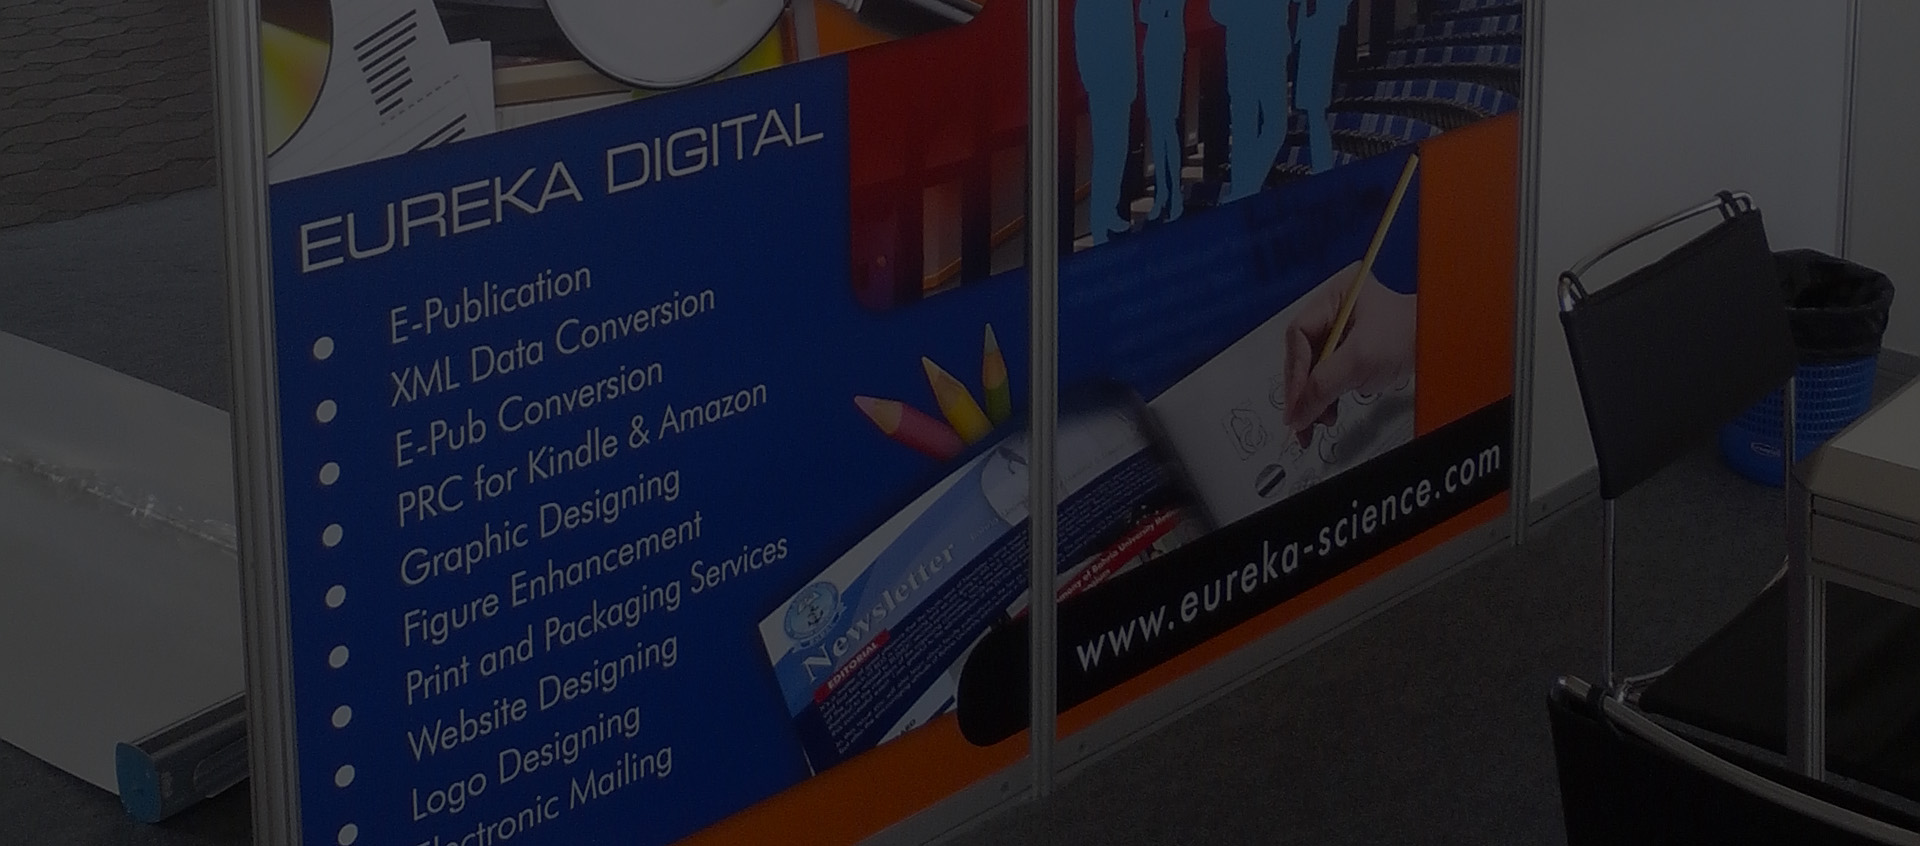 EUREKA DIGITAL
E-Publication
XML Data Conversion
E-Pub Conversion
PRC for Kindle & Amazon
Graphic Designing
Figure Enhancement
Print and Packaging Services
Website Designing
Logo Designing
Electronic Mailing
Newsletter
EDITORIAL
www.eureka-science.com